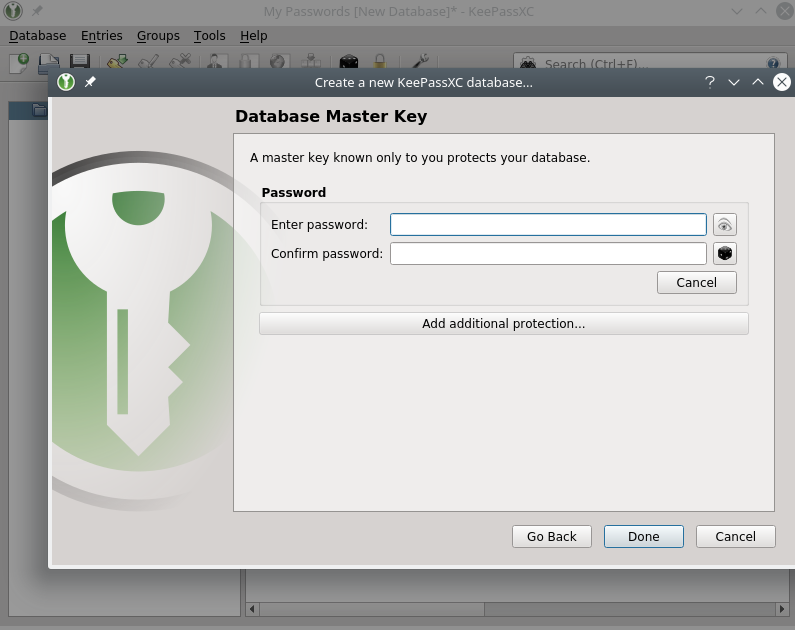 My Passwords [New Database]* - KeePassXC
Database Entries Groups Tools Help
Search (Ctrl+F)...
Create a new KeePassXC database...
Database Master Key
A master key known only to you protects your database.
Password
Enter password:
Confirm password:
Cancel
Add additional protection...
Go Back Done Cancel